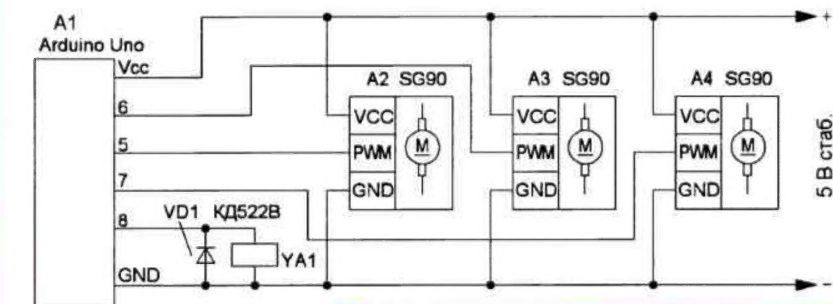 A1
Arduino Uno
Vcc
6
5
7
8
GND
VD1 КД522В
YA1
A2 SG90
VCC
PWM
GND
M
A3 SG90
VCC
PWM
GND
M
A4 SG90
VCC
PWM
GND
M
+
5 В стаб.
−